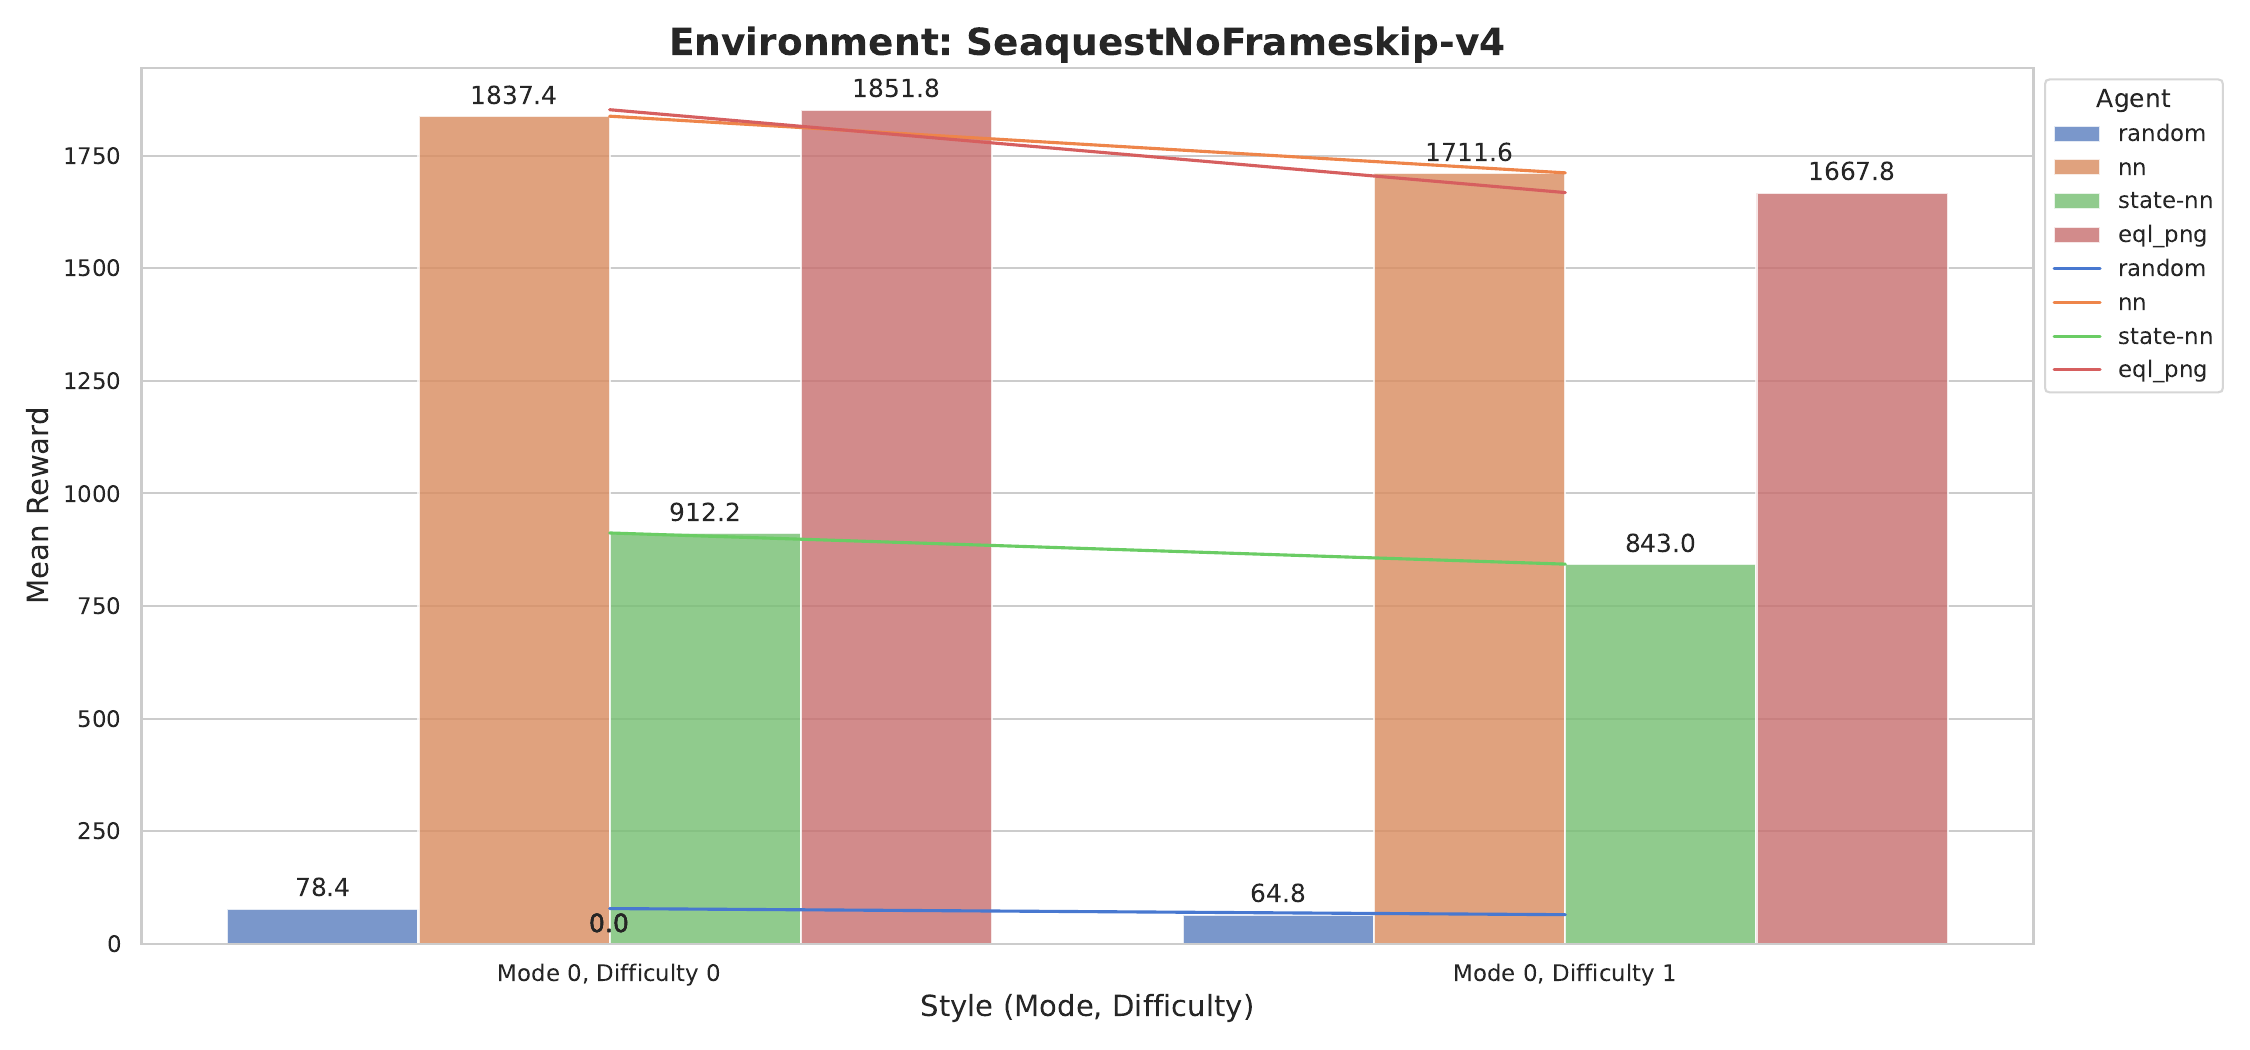 Environment: SeaquestNoFrameskip-v4
1837.4
1851.8
1711.6
1667.8
912.2
843.0
78.4
0.0
64.8
Mean Reward
1750
1500
1250
1000
750
500
250
0
Mode 0, Difficulty 0
Mode 0, Difficulty 1
Style (Mode, Difficulty)
Agent
random
nn
state-nn
eql_png
random
nn
state-nn
eql_png